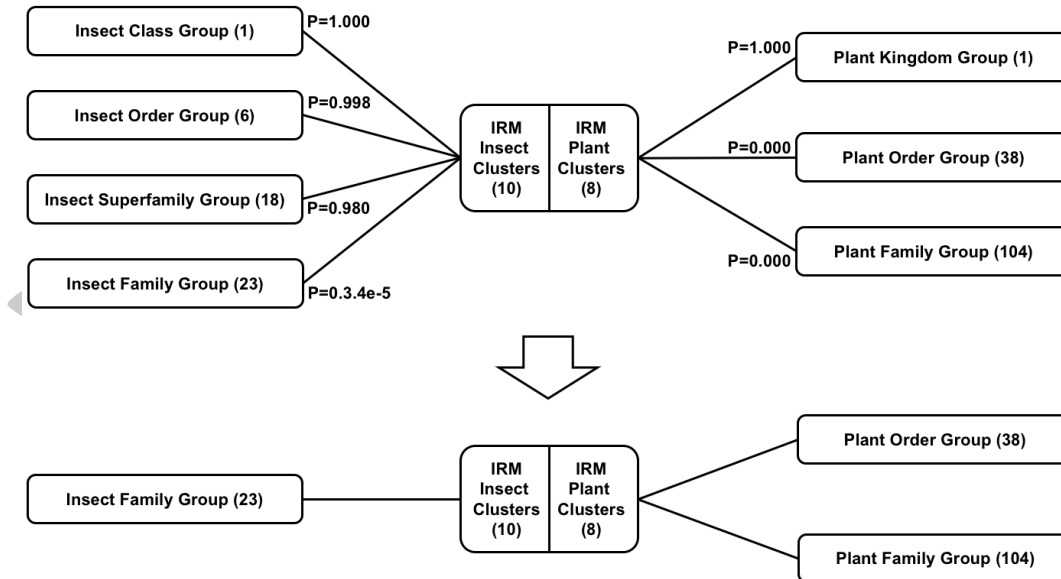 Insect Class Group (1)
P=1.000
P=1.000
Plant Kingdom Group (1)
Insect Order Group (6)
P=0.998
IRM
Insect
Clusters
(10)
IRM
Plant
Clusters
(8)
P=0.000
Plant Order Group (38)
Insect Superfamily Group (18)
P=0.980
Plant Family Group (104)
P=0.000
Insect Family Group (23)
P=0.3.4e-5
Plant Order Group (38)
Insect Family Group (23)
IRM
Insect
Clusters
(10)
IRM
Plant
Clusters
(8)
Plant Family Group (104)